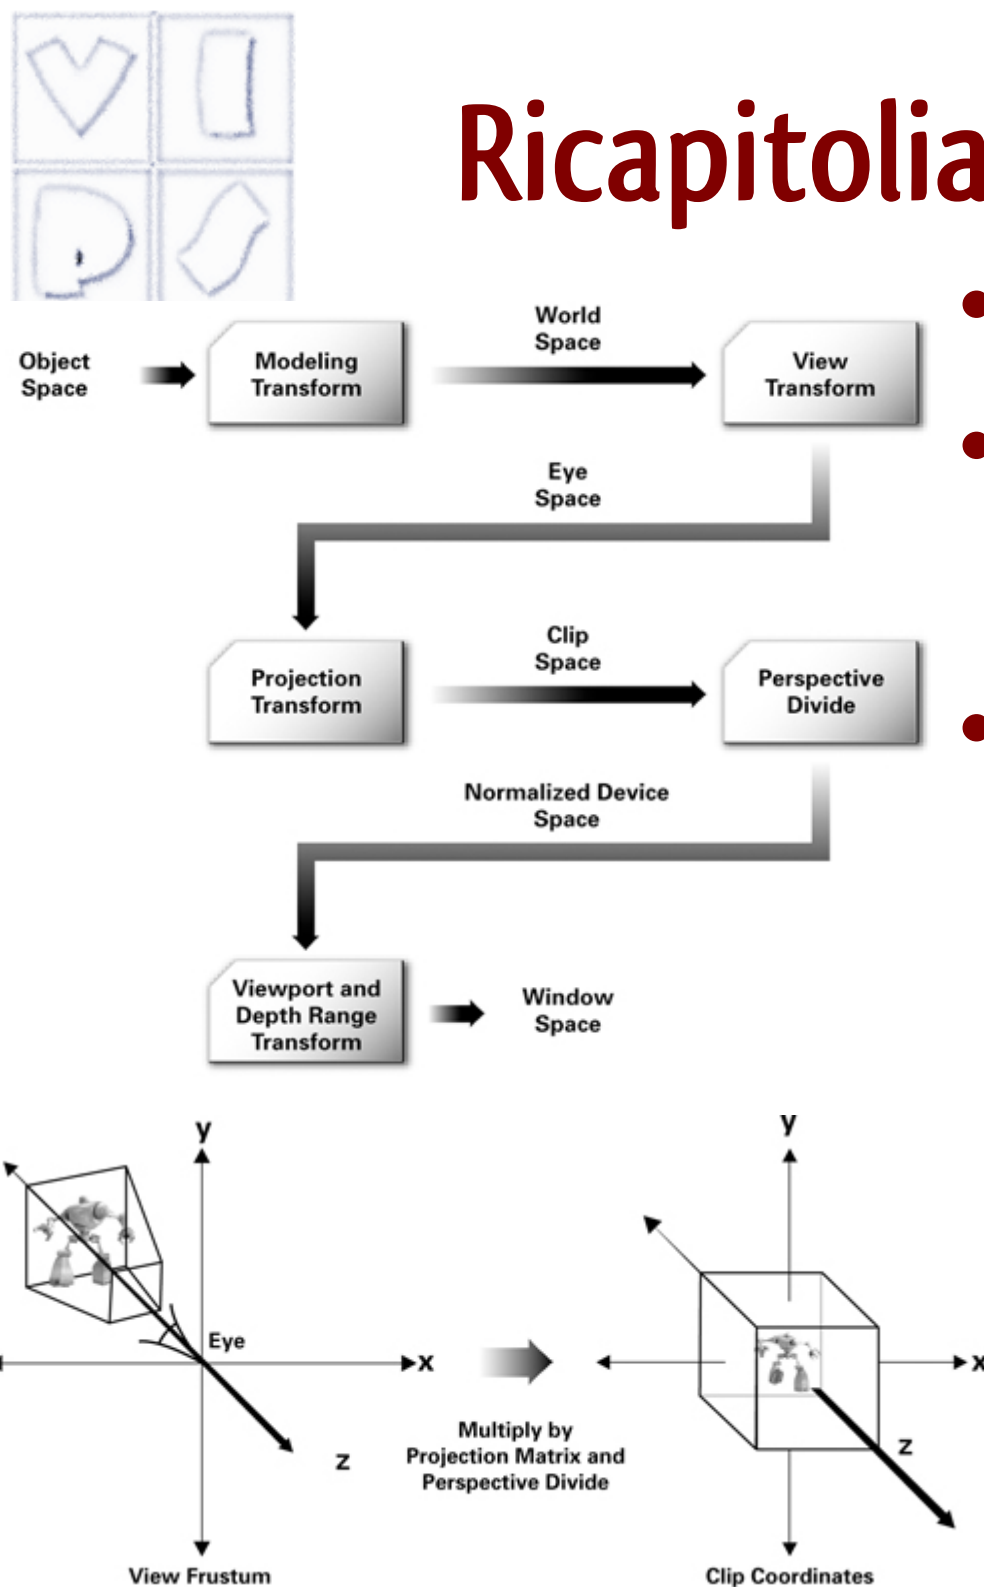 Ricapitolia
Object
Space
Modeling
Transform
World
Space
View
Transform
Eye
Space
Projection
Transform
Clip
Space
Perspective
Divide
Normalized Device
Space
Viewport and
Depth Range
Transform
Window
Space
y
Eye
x
z
View Frustum
Multiply by
Projection Matrix and
Perspective Divide
y
x
z
Clip Coordinates